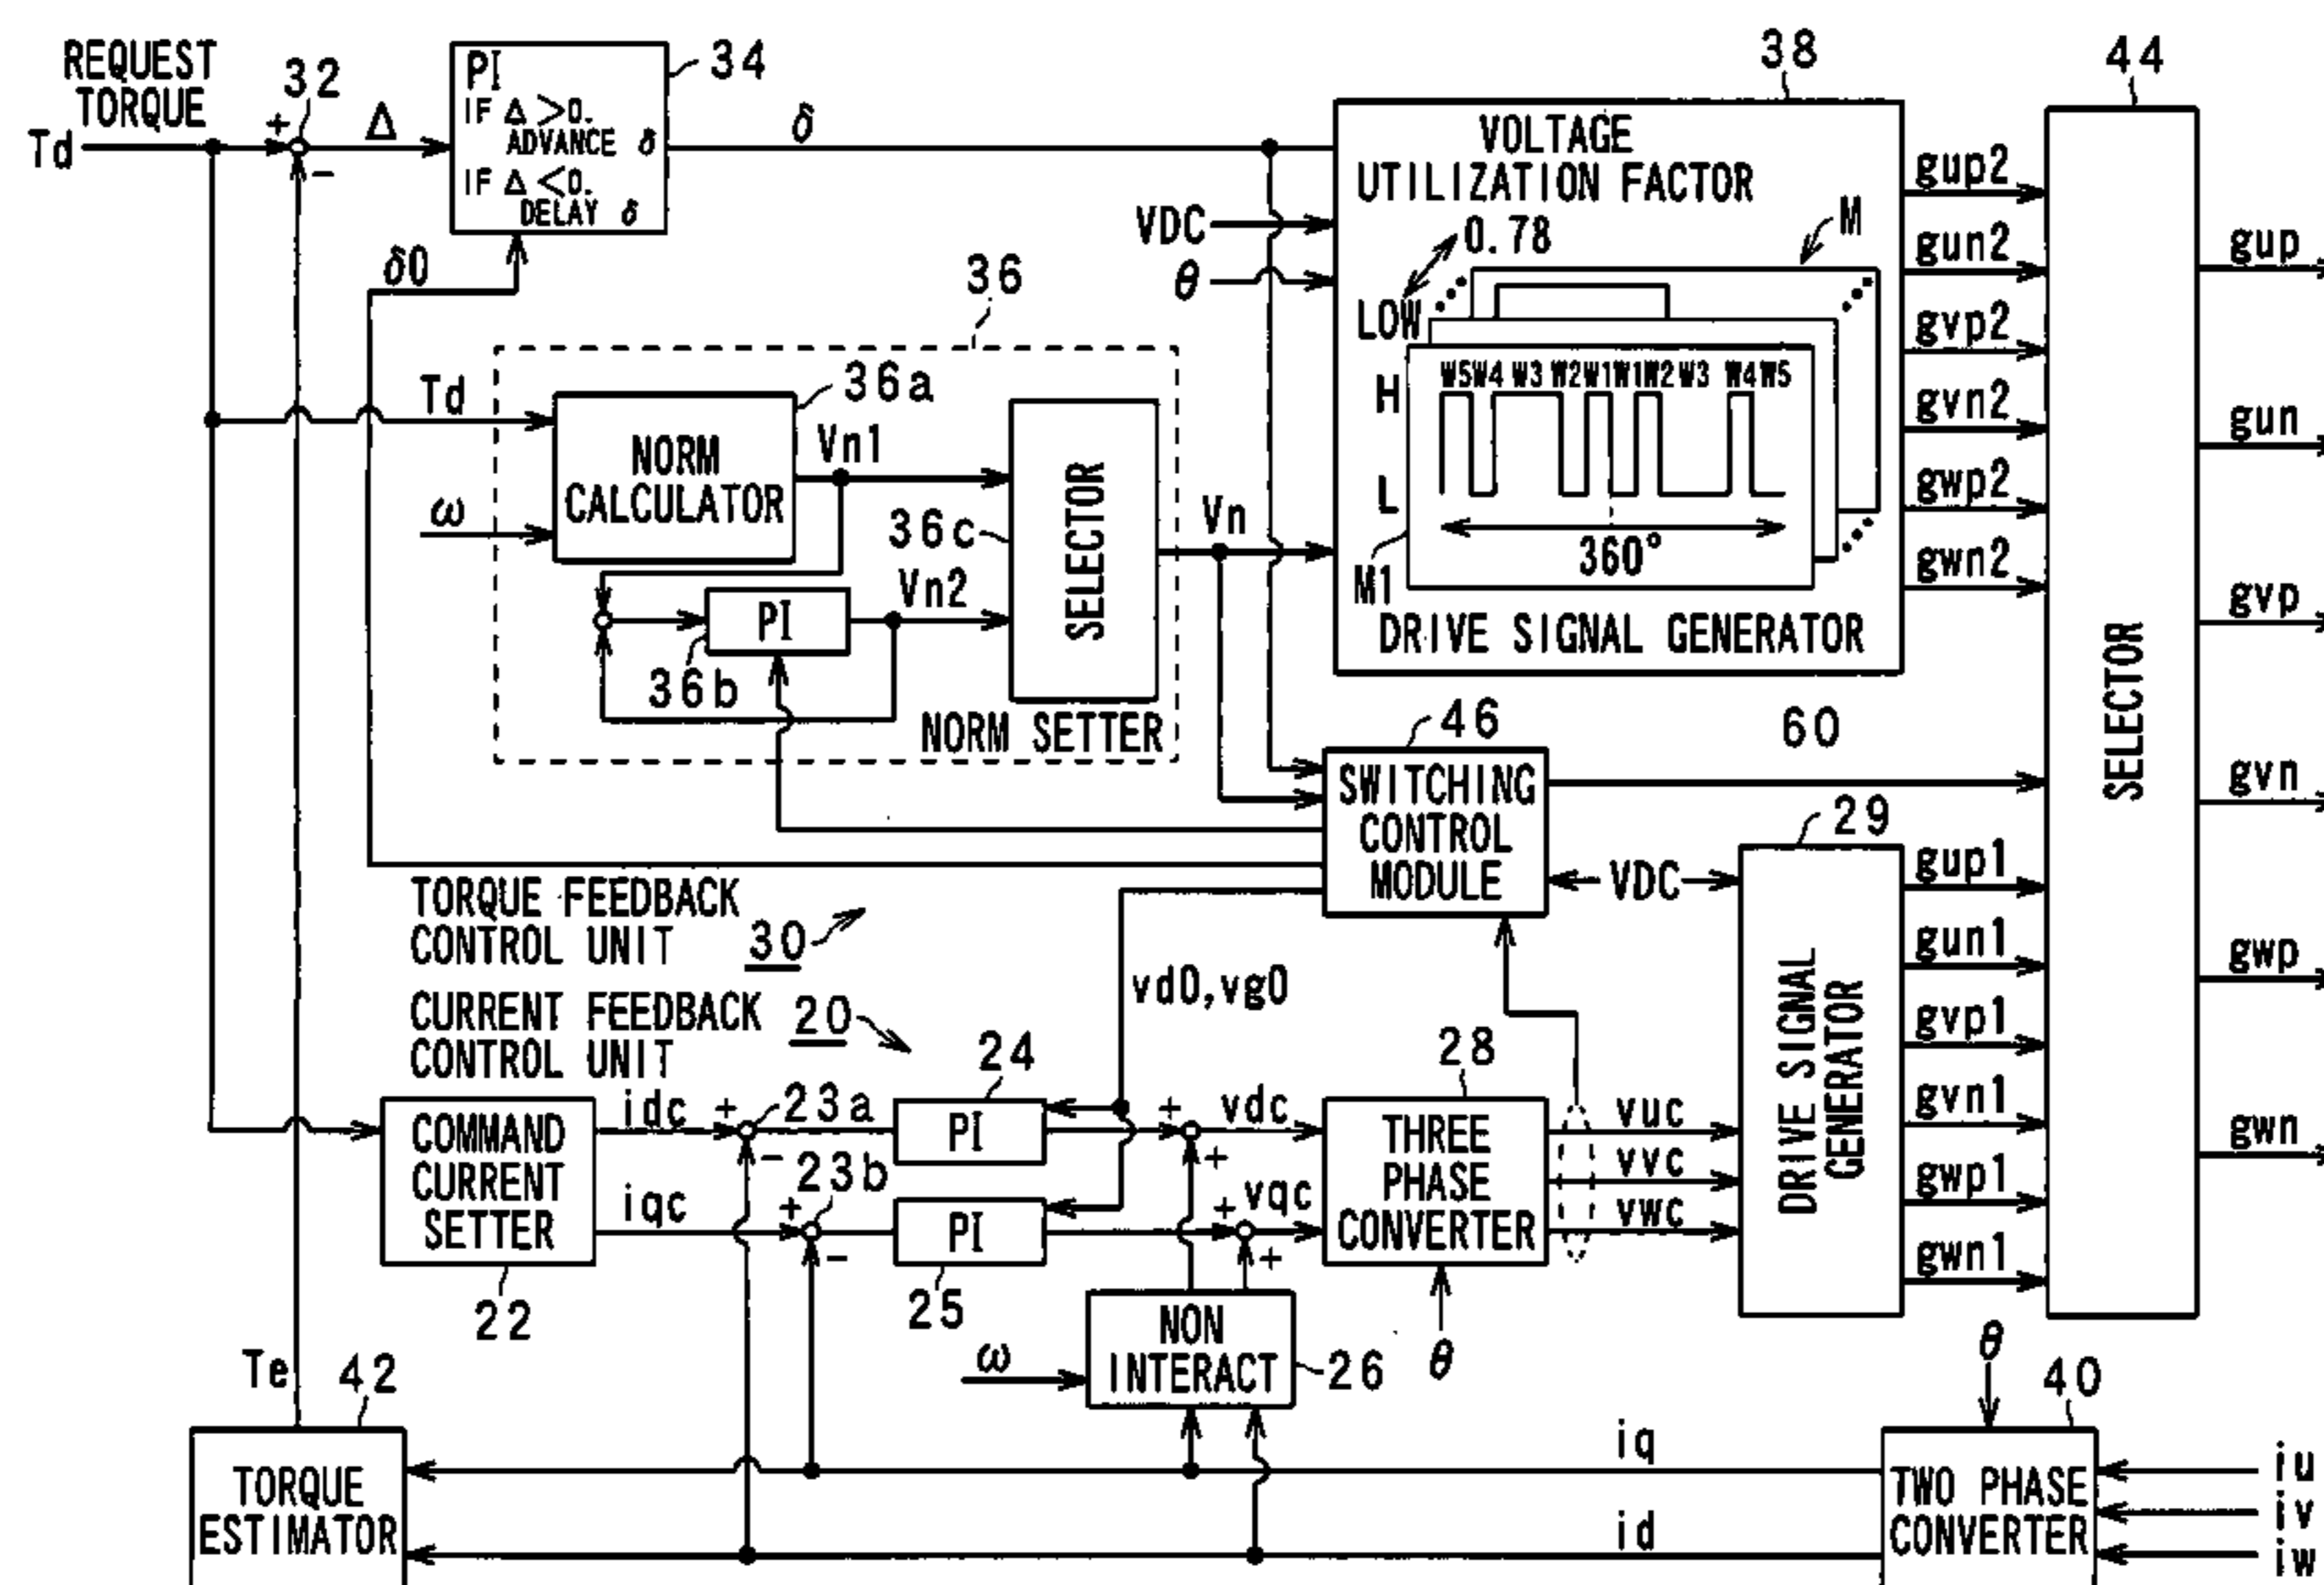 REQUEST
TORQUE
Td
+
32
-
Δ
PI
IF Δ>0.
ADVANCE δ
IF Δ<0.
DELAY δ
34
δ
δ0
38
VOLTAGE
UTILIZATION FACTOR
0.78
LOW
M
VDC
θ
H
L
W5W4 W3 W2W1W1W2 W3 W4W5
360°
M1
DRIVE SIGNAL GENERATOR
44
SELECTOR
gup2
gun2
gvp2
gvn2
gwp2
gwn2
gup
gun
gvp
gvn
gwp
gwn
36
Td
36a
NORM
CALCULATOR
ω
Vn1
36c
SELECTOR
Vn
Vn2
PI
36b
NORM SETTER
46
SWITCHING
CONTROL
MODULE
60
VDC
29
DRIVE SIGNAL
GENERATOR
gup1
gun1
gvp1
gvn1
gwp1
gwn1
TORQUE FEEDBACK
CONTROL UNIT
30
CURRENT FEEDBACK
CONTROL UNIT
20
vd0,vg0
COMMAND
CURRENT
SETTER
22
idc
+
23a
-
iqc
+
23b
-
24
PI
PI
25
+
+
vdc
+
+
vqc
28
THREE
PHASE
CONVERTER
θ
vuc
vvc
vwc
NON
INTERACT
26
ω
Te
42
TORQUE
ESTIMATOR
iq
id
θ
40
TWO PHASE
CONVERTER
iu
iv
iw